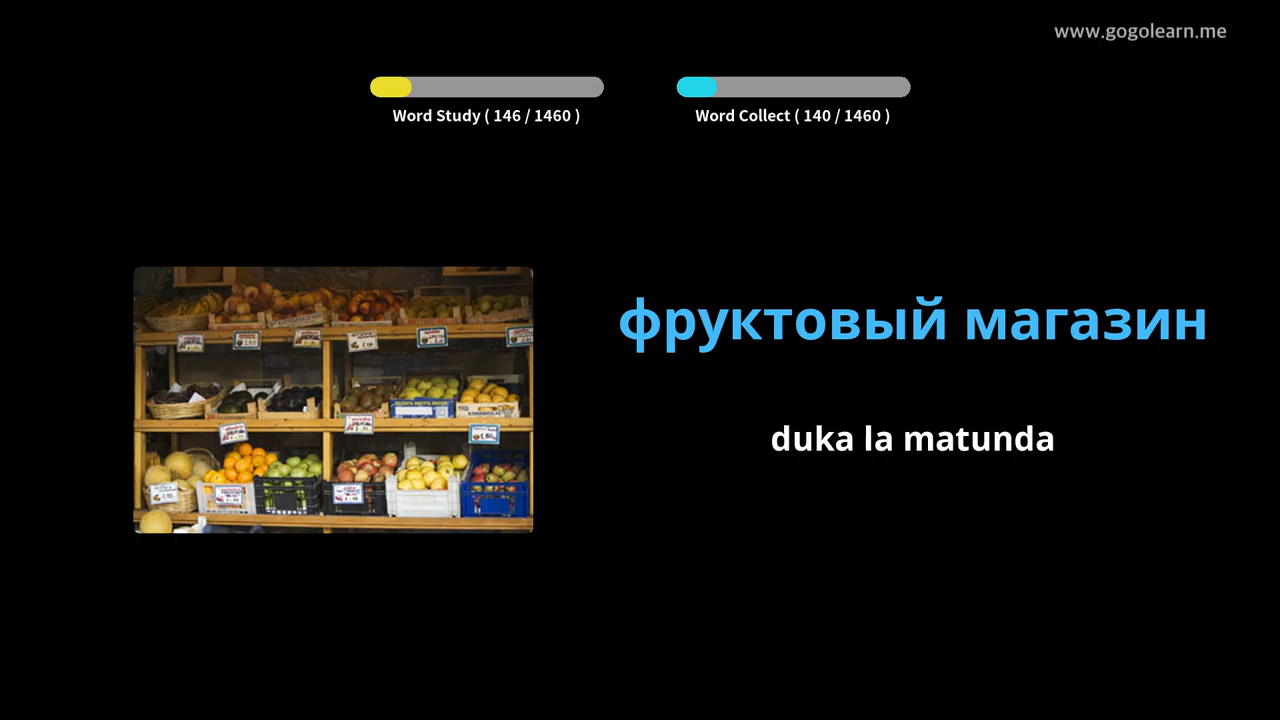 www.gogolearn.me
Word Study ( 146 / 1460 )
Word Collect ( 140 / 1460 )
фруктовый магазин
duka la matunda